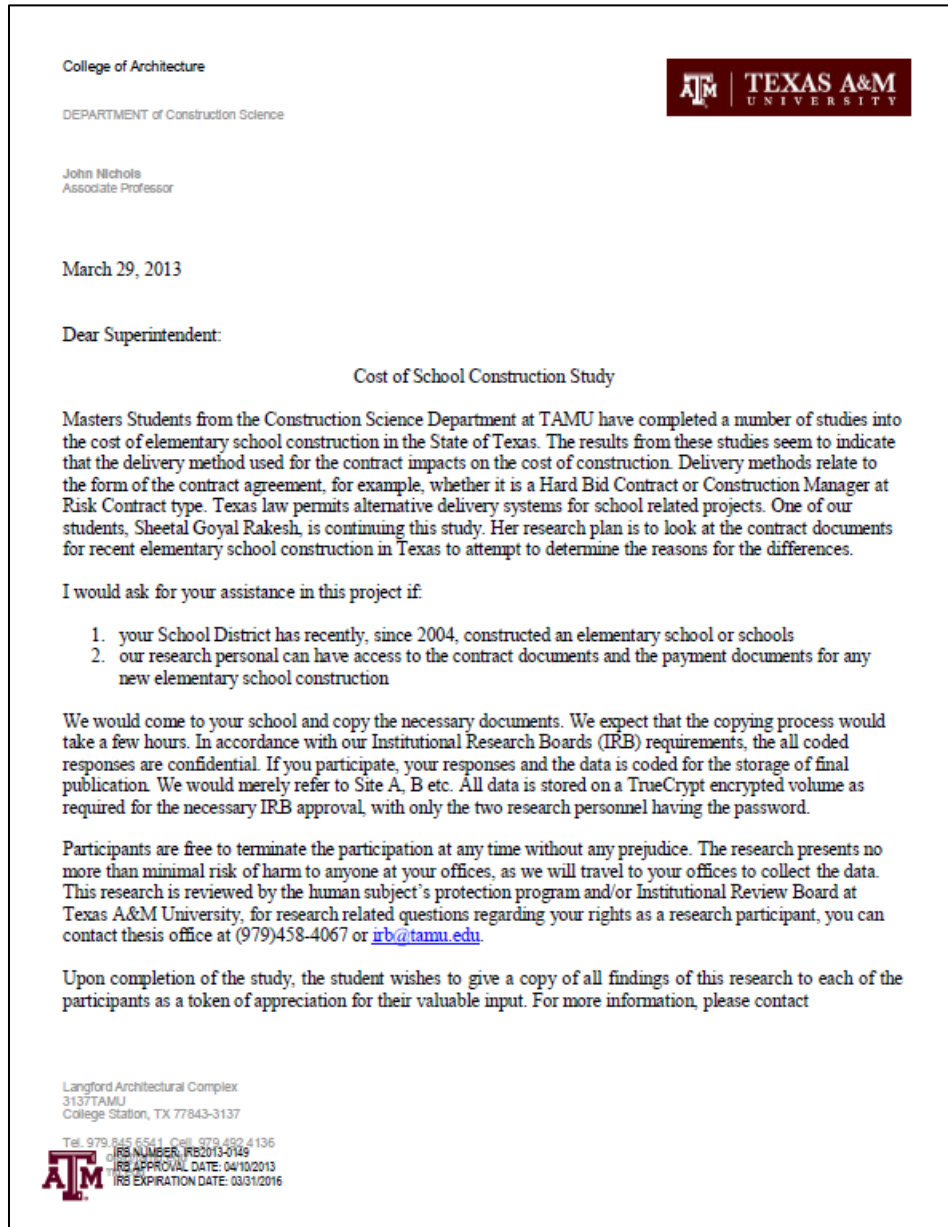 College of Architecture
ĀM | TEXAS A&M
UNIVERSITY
DEPARTMENT of Construction Science
John Nichols
Associate Professor
March 29, 2013
Dear Superintendent:
Cost of School Construction Study
Masters Students from the Construction Science Department at TAMU have completed a number of studies into
the cost of elementary school construction in the State of Texas. The results from these studies seem to indicate
that the delivery method used for the contract impacts on the cost of construction. Delivery methods relate to
the form of the contract agreement, for example, whether it is a Hard Bid Contract or Construction Manager at
Risk Contract type. Texas law permits alternative delivery systems for school related projects. One of our
students, Sheetal Goyal Rakesh, is continuing this study. Her research plan is to look at the contract documents
for recent elementary school construction in Texas to attempt to determine the reasons for the differences.
I would ask for your assistance in this project if:
1. your School District has recently, since 2004, constructed an elementary school or schools
2. our research personal can have access to the contract documents and the payment documents for any
new elementary school construction
We would come to your school and copy the necessary documents. We expect that the copying process would
take a few hours. In accordance with our Institutional Research Boards (IRB) requirements, the all coded
responses are confidential. If you participate, your responses and the data is coded for the storage of final
publication. We would merely refer to Site A, B etc. All data is stored on a TrueCrypt encrypted volume as
required for the necessary IRB approval, with only the two research personnel having the password.
Participants are free to terminate the participation at any time without any prejudice. The research presents no
more than minimal risk of harm to anyone at your offices, as we will travel to your offices to collect the data.
This research is reviewed by the human subject's protection program and/or Institutional Review Board at
Texas A&M University, for research related questions regarding your rights as a research participant, you can
contact thesis office at (979)458-4067 or irb@tamu.edu.
Upon completion of the study, the student wishes to give a copy of all findings of this research to each of the
participants as a token of appreciation for their valuable input. For more information, please contact
Langford Architectural Complex
3137TAMU
College Station, TX 77843-3137
Tel. 979.845.6541 Cell. 979.492.4136
IRB NUMBER: IRB2013-0149
IRB APPROVAL DATE: 04/10/2013
IRB EXPIRATION DATE: 03/31/2016
ATM